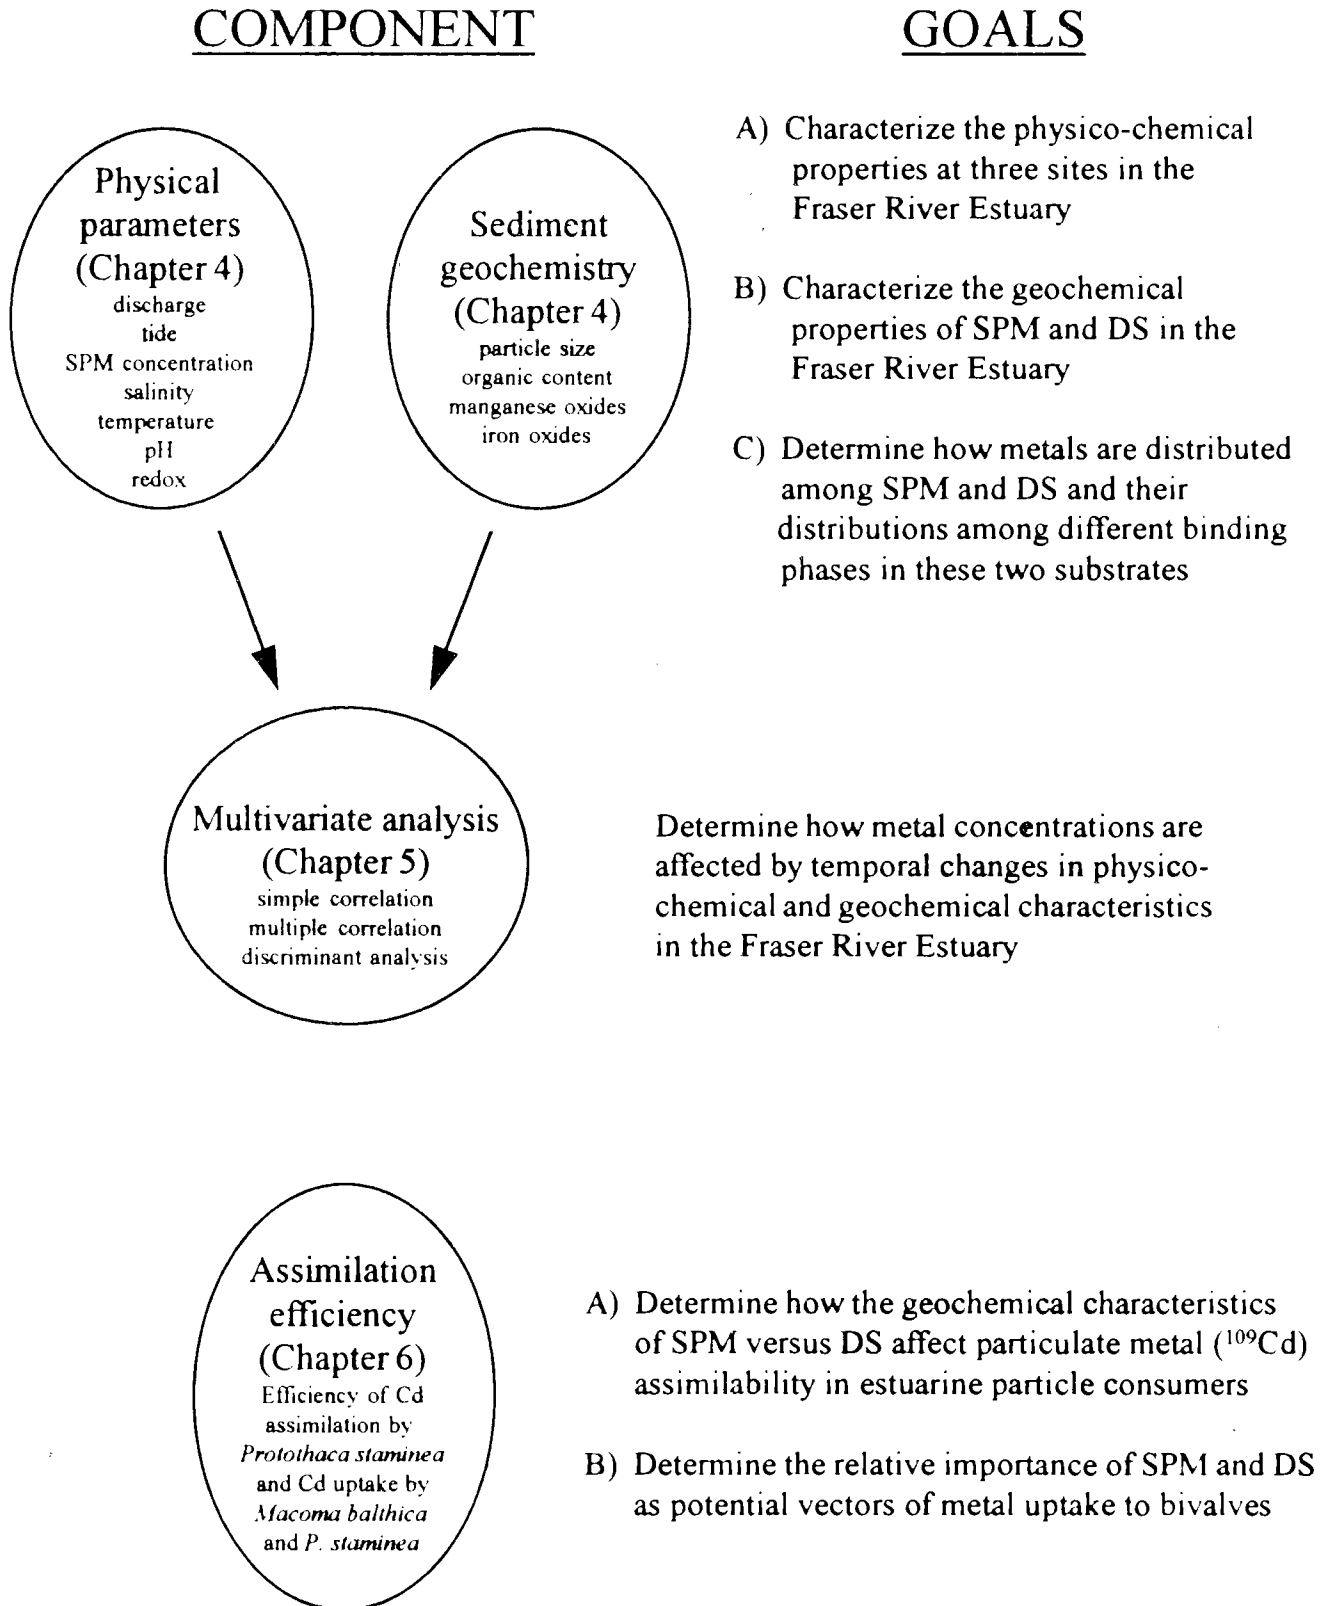 COMPONENT
GOALS
Physical
parameters
(Chapter 4)
discharge
tide
SPM concentration
salinity
temperature
pH
redox
Sediment
geochemistry
(Chapter 4)
particle size
organic content
manganese oxides
iron oxides
A) Characterize the physico-chemical
properties at three sites in the
Fraser River Estuary
B) Characterize the geochemical
properties of SPM and DS in the
Fraser River Estuary
C) Determine how metals are distributed
among SPM and DS and their
distributions among different binding
phases in these two substrates
Multivariate analysis
(Chapter 5)
simple correlation
multiple correlation
discriminant analysis
Determine how metal concentrations are
affected by temporal changes in physico-
chemical and geochemical characteristics
in the Fraser River Estuary
Assimilation
efficiency
(Chapter 6)
Efficiency of Cd
assimilation by
Protothaca staminea
and Cd uptake by
Macoma balthica
and P. staminea
A) Determine how the geochemical characteristics
of SPM versus DS affect particulate metal (¹⁰⁹Cd)
assimilability in estuarine particle consumers
B) Determine the relative importance of SPM and DS
as potential vectors of metal uptake to bivalves